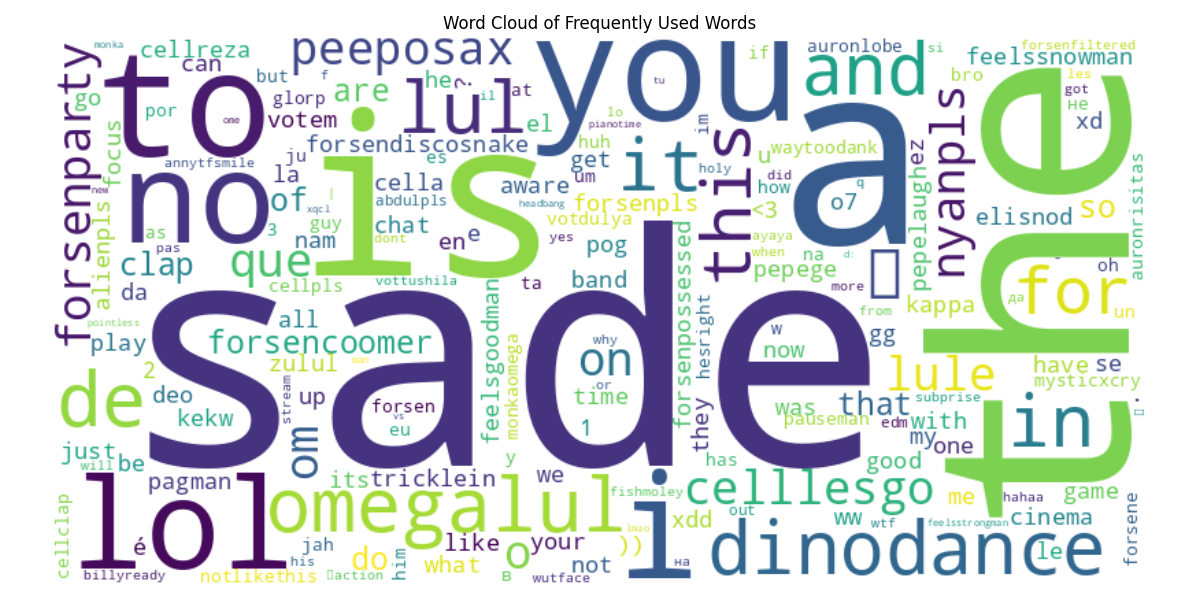 Word Cloud of Frequently Used Words
monka
cellreza
peeposax
you
auronlobe
si
forsenfiltered
feelssnowman
to
can
but
f
he
~
at
if
and
tu
les
bro
got
forsenparty
go
por
glorp
votem
are
lul
il
el
lo
pianotime
im
не
xd
ome
forsendiscosnake
huh
it
this
u
waytoodank
focus
annytfsmile
ju
la
es
get
um
holy
did
how
pepelaughez
nyanpls
the
auronrisitas
no
is
a
new
of
cella
abdulpls
aware
headbang
forsenpls
<3
q
o7
elisnod
so
alienpls
as
pas
3
xqcl
guy
chat
votdulya
ayaya
when
nam
dont
en
e
yes
pog
na
d:
oh
clap
que
cellpls
vottushila
ta
band
pepege
more
from
kappa
да
for
un
da
pointless
all
play
forsencoomer
feelsgoodman
why
on
forsenpossessed
hesright
w
now
gg
zulul
man
monkaomega
or
time
lule
have
se
mysticxcry
de
2
deo
stream
up
forsen
vs
eu
kekw
sade
1
they
was
pauseman
that
edm
subprise
with
in
just
will
be
om
y
my
one
pagman
its
tricklein
we
has
good
lol
omegalul
fishmoley
i
celllesgo
me
game
hahaa
cellclap
é
jah
his
do
him
like
what
o
your
в
lmao
))
not
xdd
out
ww
wtf
feelsstrongman
cinema
forsene
billyready
notlikethis
action
wutface
на
dinodance
le